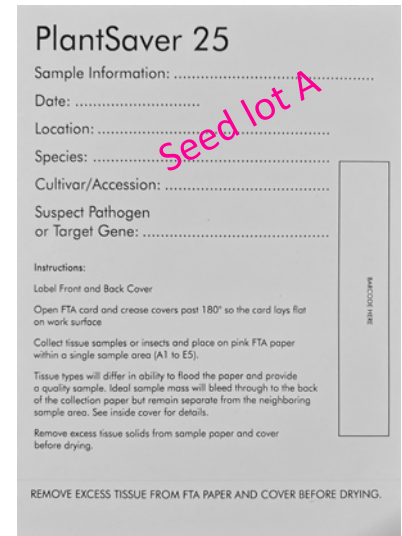 PlantSaver 25
Sample Information: ................................................
Date: ..............................
Location: ........................................................
Species: .........................................................
Seed lot A
Cultivar/Accession: ........................................
Suspect Pathogen
or Target Gene: .............................................
BARCODE HERE
Instructions:
Label Front and Back Cover
Open FTA card and crease covers past 180° so the card lays flat
on work surface
Collect tissue samples or insects and place on pink FTA paper
within a single sample area (A1 to E5).
Tissue types will differ in ability to flood the paper and provide
a quality sample. Ideal sample mass will bleed through to the back
of the collection paper but remain separate from the neighboring
sample area. See inside cover for details.
Remove excess tissue solids from sample paper and cover
before drying.
REMOVE EXCESS TISSUE FROM FTA PAPER AND COVER BEFORE DRYING.